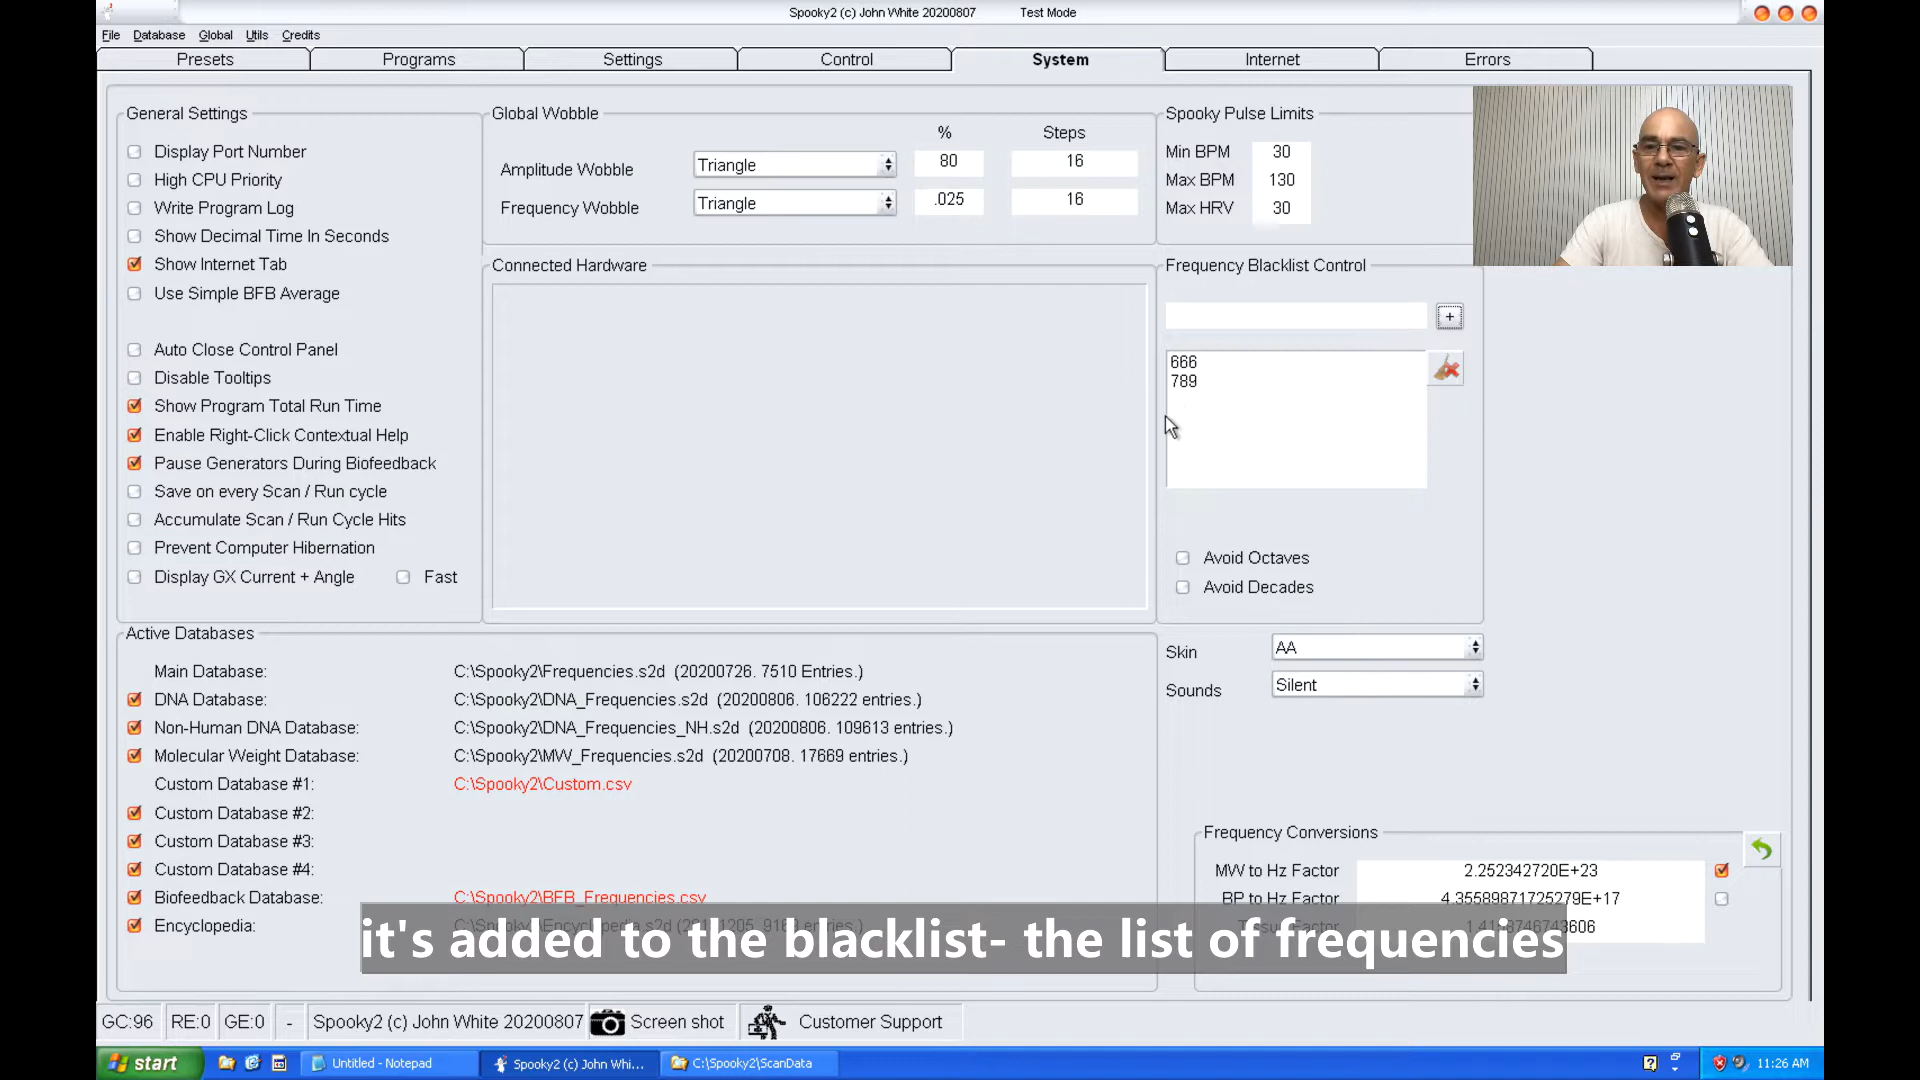 Spooky2 (c) John White 20200807 Test Mode
File Database Global Utils Credits
Presets Programs Settings Control System Internet Errors
General Settings
Display Port Number
High CPU Priority
Write Program Log
Show Decimal Time In Seconds
Show Internet Tab
Use Simple BFB Average
Auto Close Control Panel
Disable Tooltips
Show Program Total Run Time
Enable Right-Click Contextual Help
Pause Generators During Biofeedback
Save on every Scan / Run cycle
Accumulate Scan / Run Cycle Hits
Prevent Computer Hibernation
Display GX Current + Angle Fast
Global Wobble
% Steps
Amplitude Wobble Triangle 80 16
Frequency Wobble Triangle .025 16
Connected Hardware
Spooky Pulse Limits
Min BPM 30
Max BPM 130
Max HRV 30
Frequency Blacklist Control
+
666
789
Avoid Octaves
Avoid Decades
Active Databases
Main Database: C:\Spooky2\Frequencies.s2d (20200726. 7510 Entries.)
DNA Database: C:\Spooky2\DNA_Frequencies.s2d (20200806. 106222 entries.)
Non-Human DNA Database: C:\Spooky2\DNA_Frequencies_NH.s2d (20200806. 109613 entries.)
Molecular Weight Database: C:\Spooky2\MW_Frequencies.s2d (20200708. 17669 entries.)
Custom Database #1: C:\Spooky2\Custom.csv
Custom Database #2:
Custom Database #3:
Custom Database #4:
Biofeedback Database: C:\Spooky2\BFB_Frequencies.csv
Encyclopedia:
Skin AA
Sounds Silent
Frequency Conversions
MW to Hz Factor 2.252342720E+23
BP to Hz Factor 4.35589871725279E+17
it's added to the blacklist- the list of frequencies
GC:96 RE:0 GE:0 - Spooky2 (c) John White 20200807 Screen shot Customer Support
start Untitled - Notepad Spooky2 (c) John Whi... C:\Spooky2\ScanData 11:26 AM